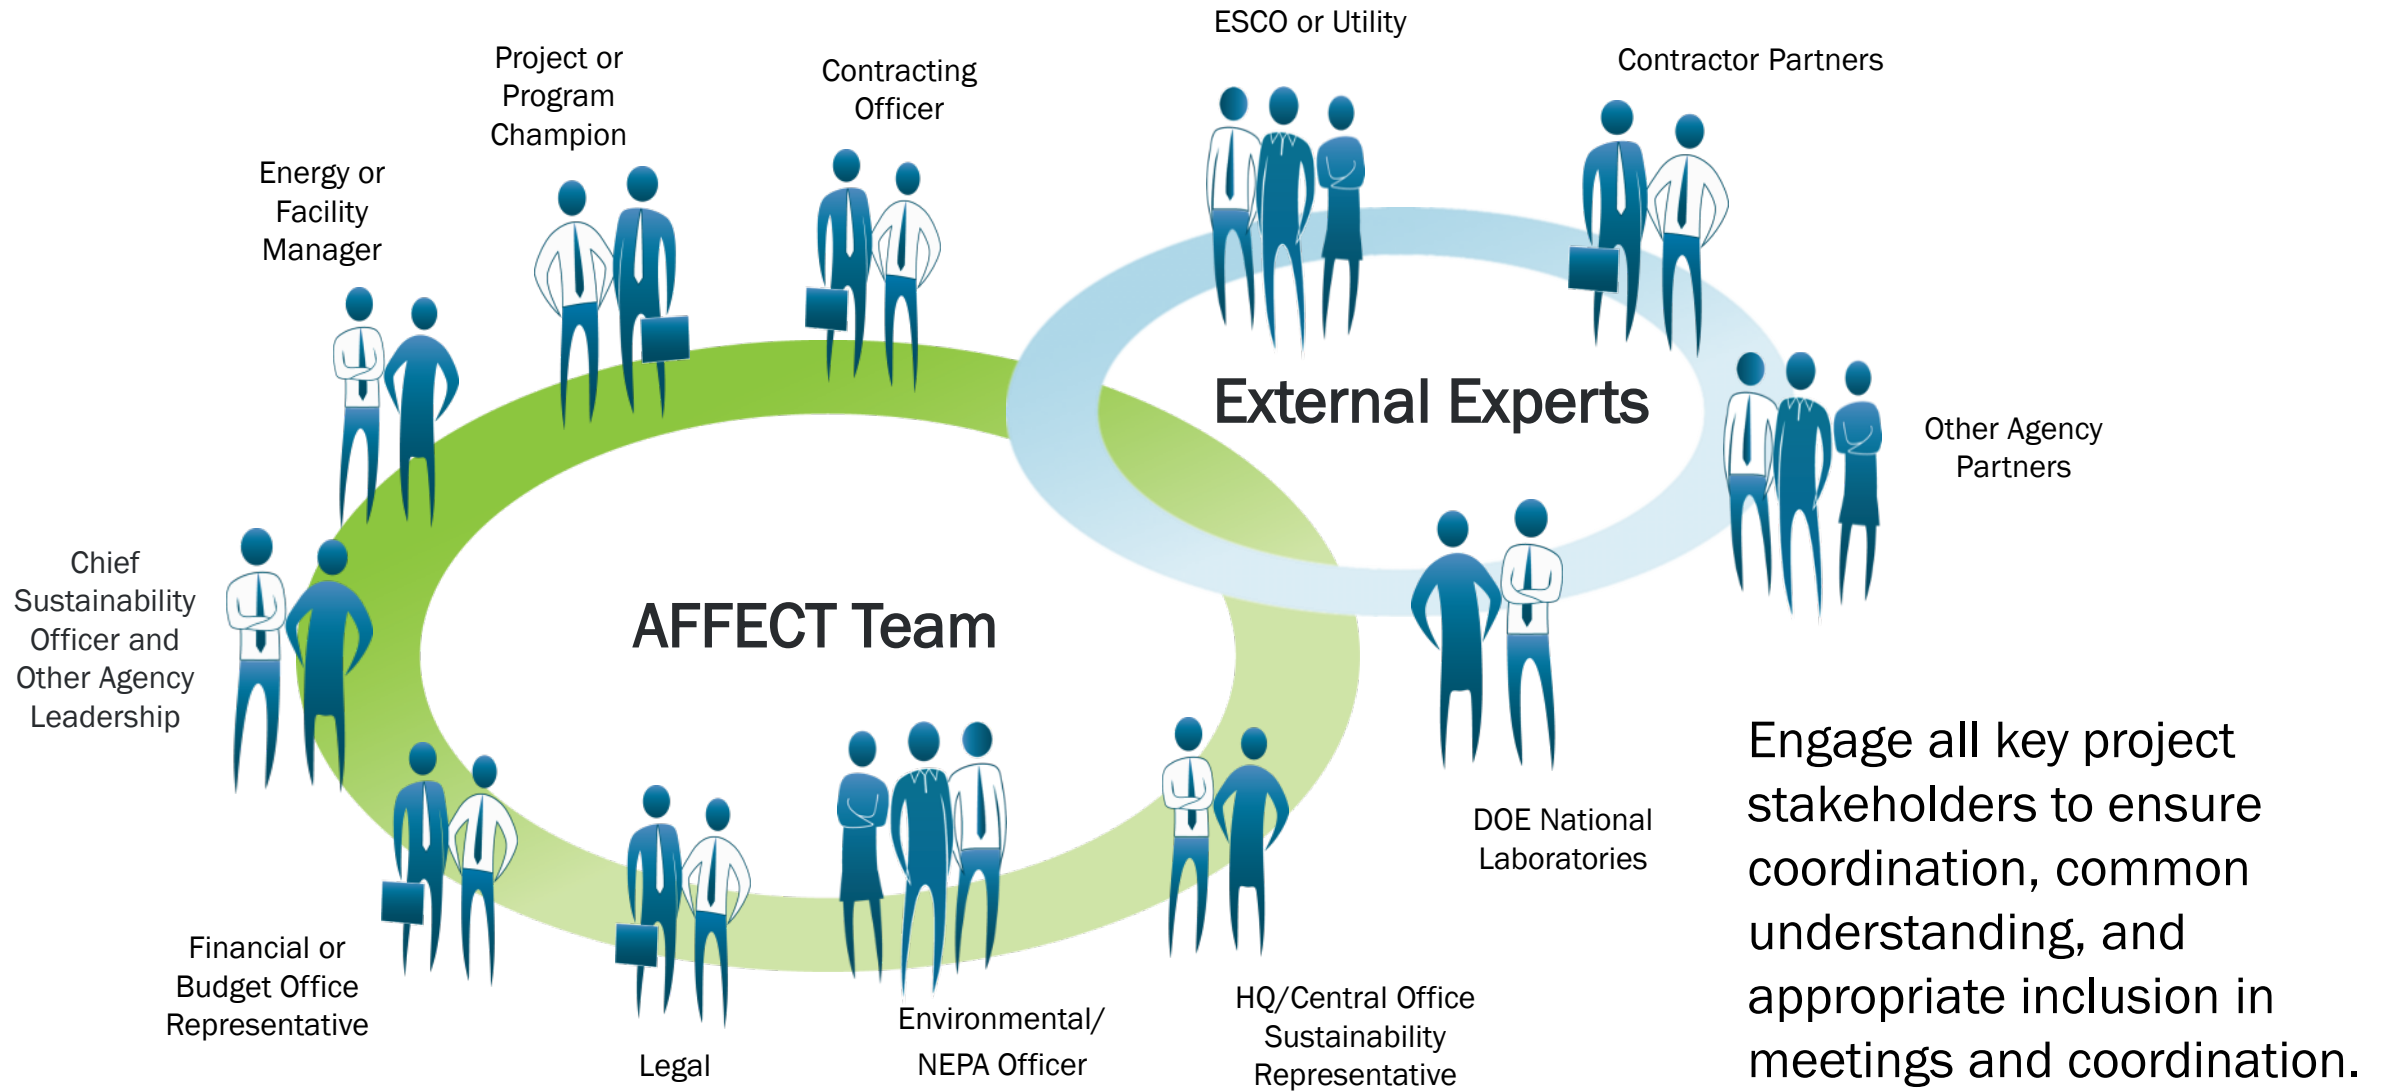 ESCO or Utility
Contractor Partners
Project or
Program
Champion
Contracting
Officer
Energy or
Facility
Manager
External Experts
Other Agency
Partners
Chief
Sustainability
Officer and
Other Agency
Leadership
AFFECT Team
DOE National
Laboratories
Engage all key project
stakeholders to ensure
coordination, common
understanding, and
appropriate inclusion in
meetings and coordination.
Financial or
Budget Office
Representative
Legal
Environmental/
NEPA Officer
HQ/Central Office
Sustainability
Representative